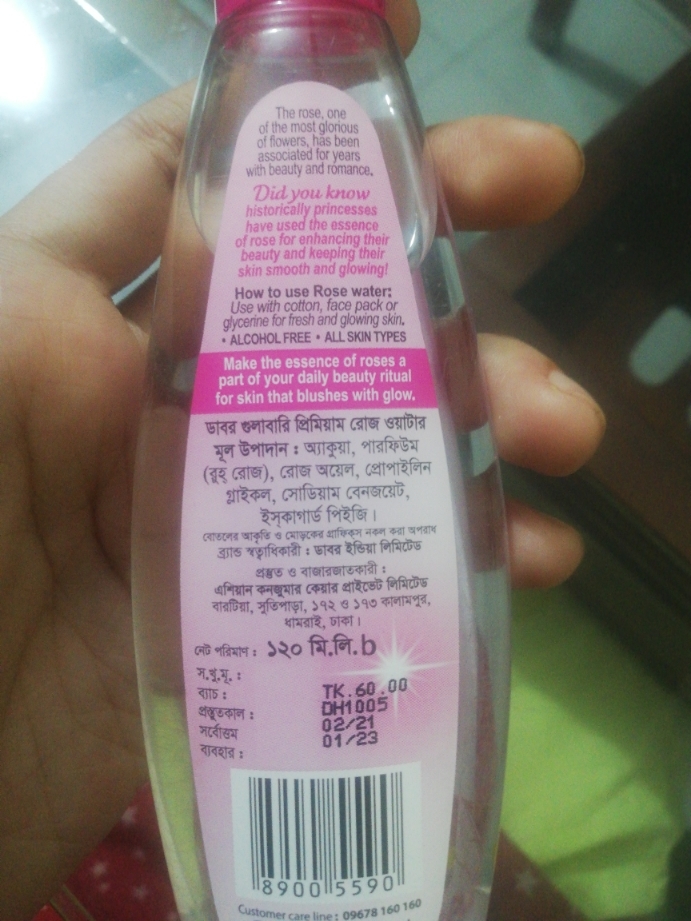 The rose, one
of the most glorious
of flowers, has been
associated for years
with beauty and romance.
Did you know
historically princesses
have used the essence
of rose for enhancing their
beauty and keeping their
skin smooth and glowing!
How to use Rose water:
Use with cotton, face pack or
glycerine for fresh and glowing skin.
• ALCOHOL FREE • ALL SKIN TYPES
Make the essence of roses a
part of your daily beauty ritual
for skin that blushes with glow.
ডাবর গুলাবারি প্রিমিয়াম রোজ ওয়াটার
মূল উপাদান : অ্যাকুয়া, পারফিউম
(রুহ্ রোজ), রোজ অয়েল, প্রোপাইলিন
গ্লাইকল, সোডিয়াম বেনজয়েট,
ইস্কাগার্ড পিইজি।
বোতলের আকৃতি ও মোড়কের গ্রাফিক্স নকল করা অপরাধ
ব্র্যান্ড স্বত্বাধিকারী : ডাবর ইন্ডিয়া লিমিটেড
প্রস্তুত ও বাজারজাতকারী :
এশিয়ান কনজুমার কেয়ার প্রাইভেট লিমিটেড
বারটিয়া, সুতিপাড়া, ১৭২ ও ১৭৩ কালামপুর,
ধামরাই, ঢাকা।
নেট পরিমাণ : ১২০ মি.লি.b
স.খু.মূ. : TK.60.00
ব্যাচ : DH1005
প্রস্তুতকাল : 02/21
সর্বোত্তম 01/23
ব্যবহার :
8900 5590
Customer care line : 09678 160 160